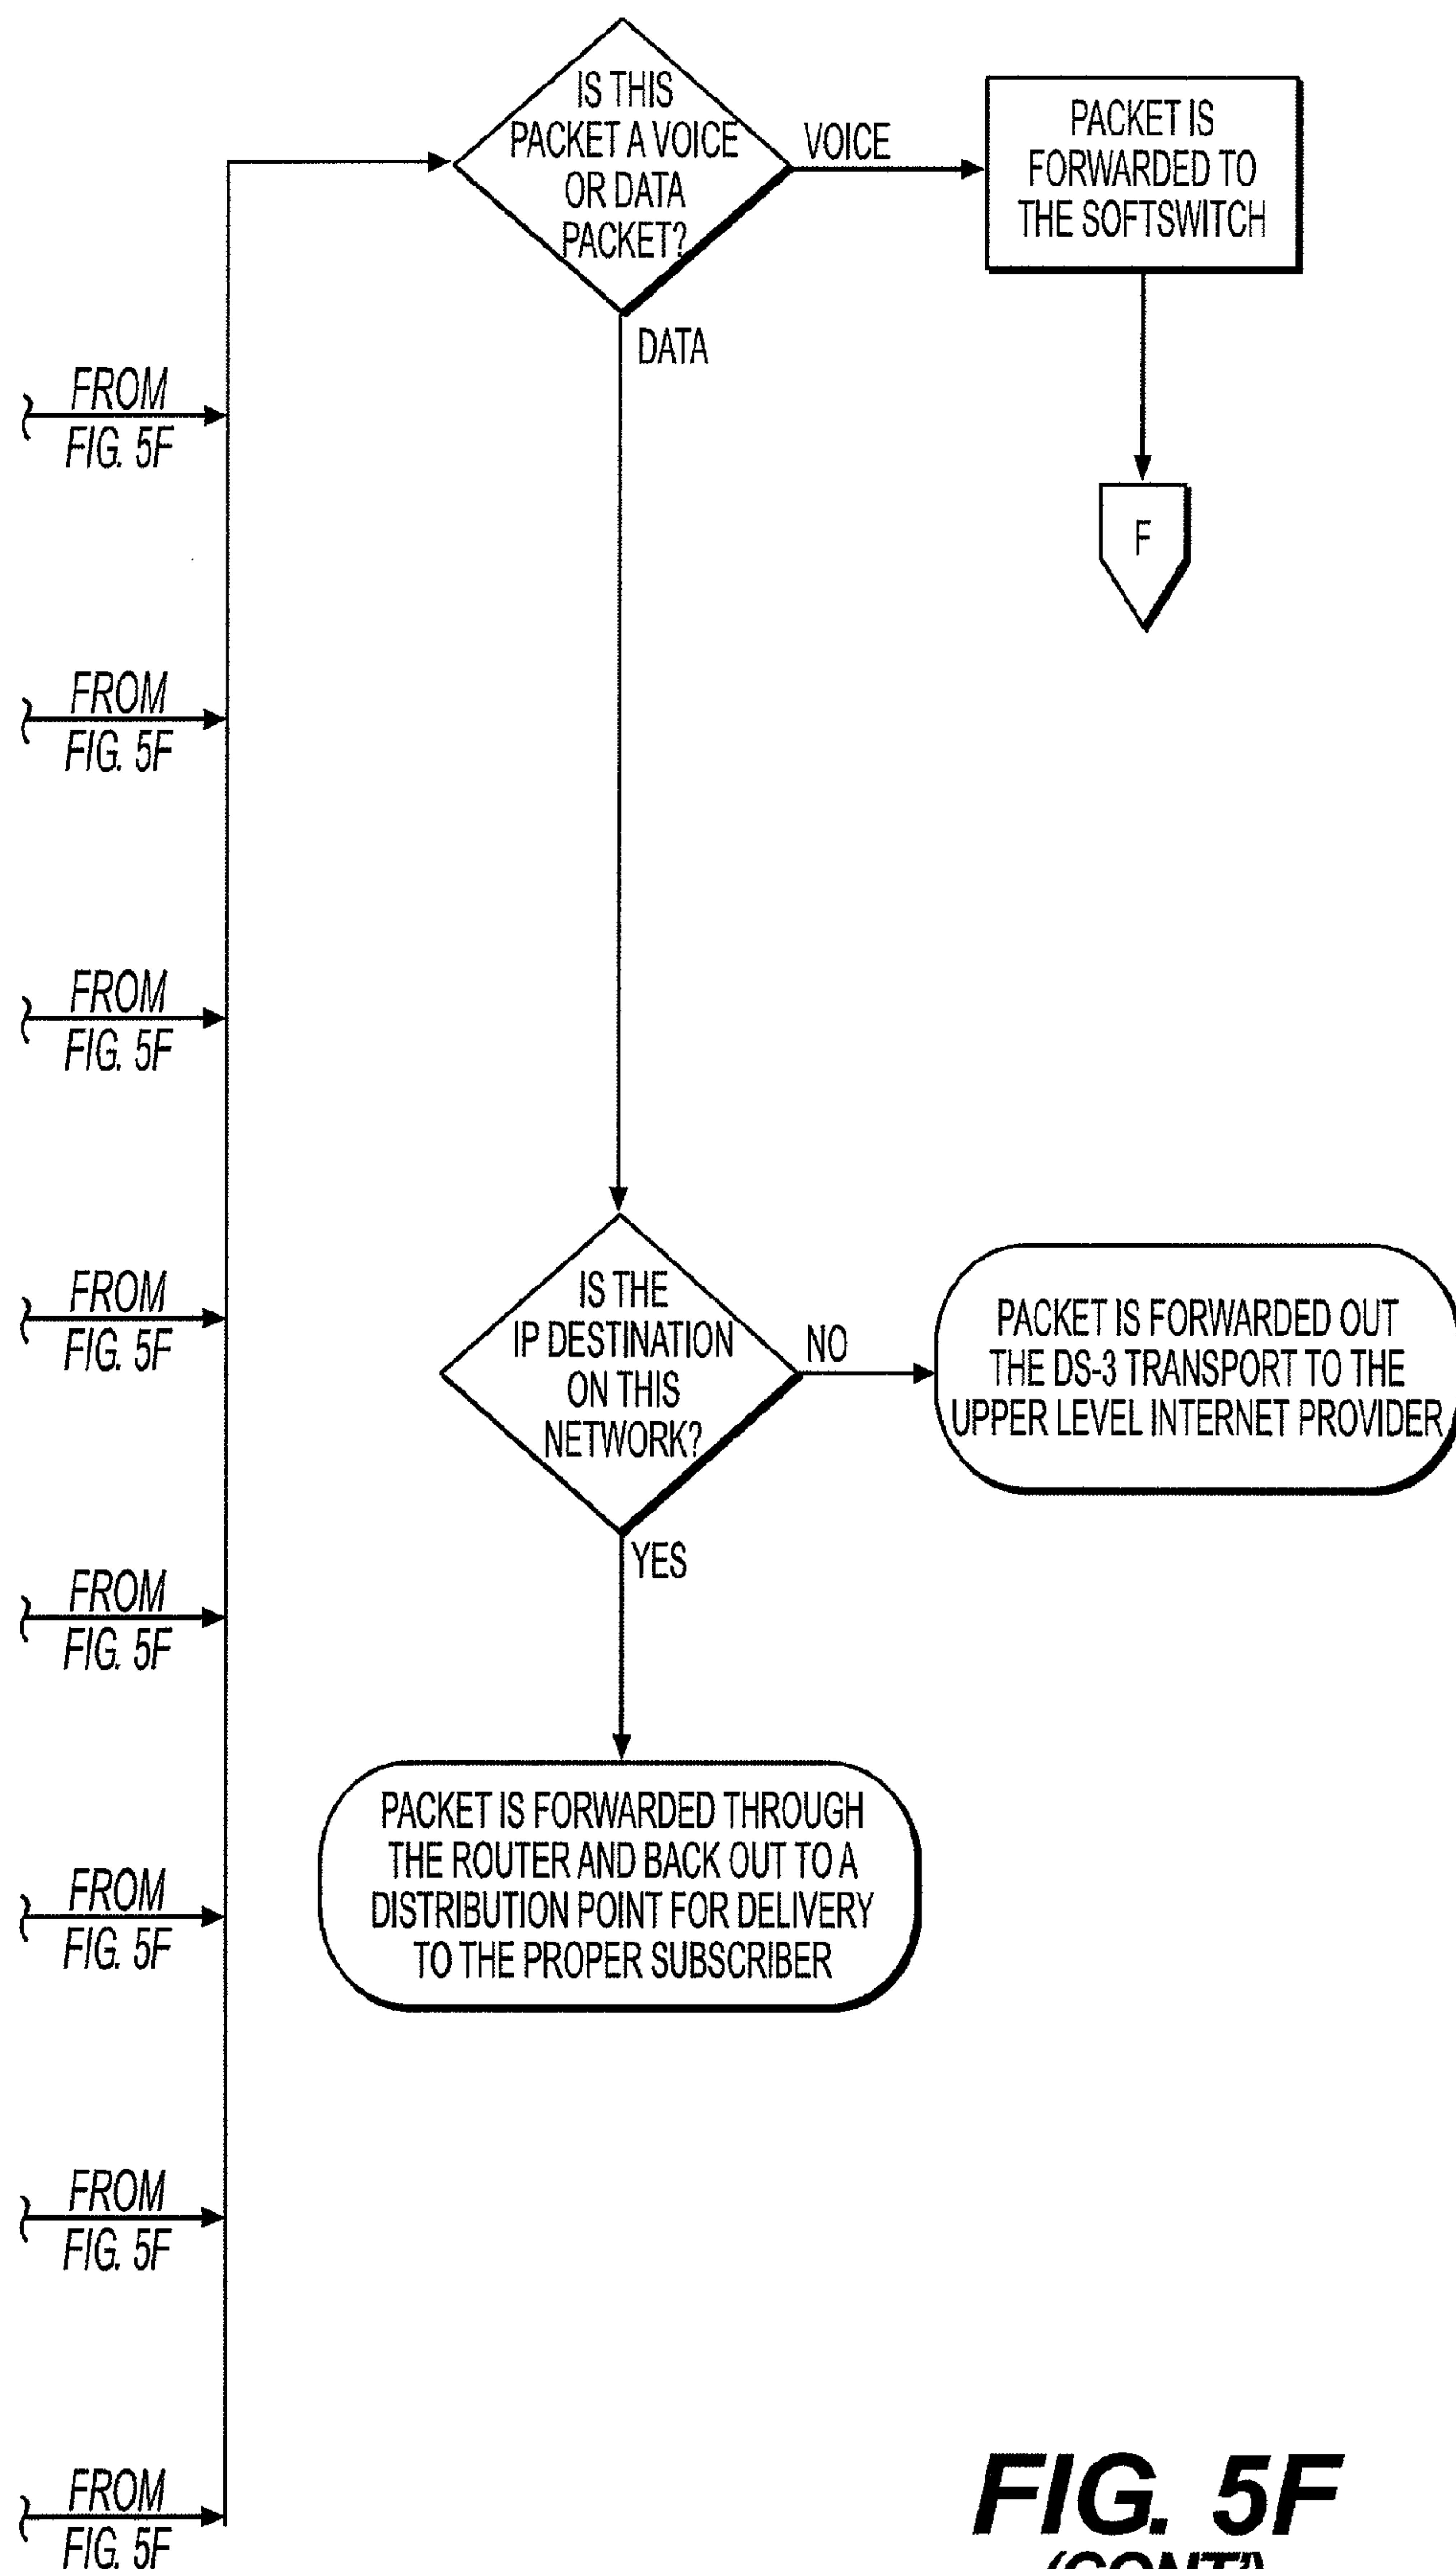 IS THIS
PACKET A VOICE
OR DATA
PACKET?
VOICE
PACKET IS
FORWARDED TO
THE SOFTSWITCH
DATA
F
FROM
FIG. 5F
FROM
FIG. 5F
FROM
FIG. 5F
FROM
FIG. 5F
FROM
FIG. 5F
FROM
FIG. 5F
FROM
FIG. 5F
FROM
FIG. 5F
IS THE
IP DESTINATION
ON THIS
NETWORK?
NO
PACKET IS FORWARDED OUT
THE DS-3 TRANSPORT TO THE
UPPER LEVEL INTERNET PROVIDER
YES
PACKET IS FORWARDED THROUGH
THE ROUTER AND BACK OUT TO A
DISTRIBUTION POINT FOR DELIVERY
TO THE PROPER SUBSCRIBER
FIG. 5F
(CONT')